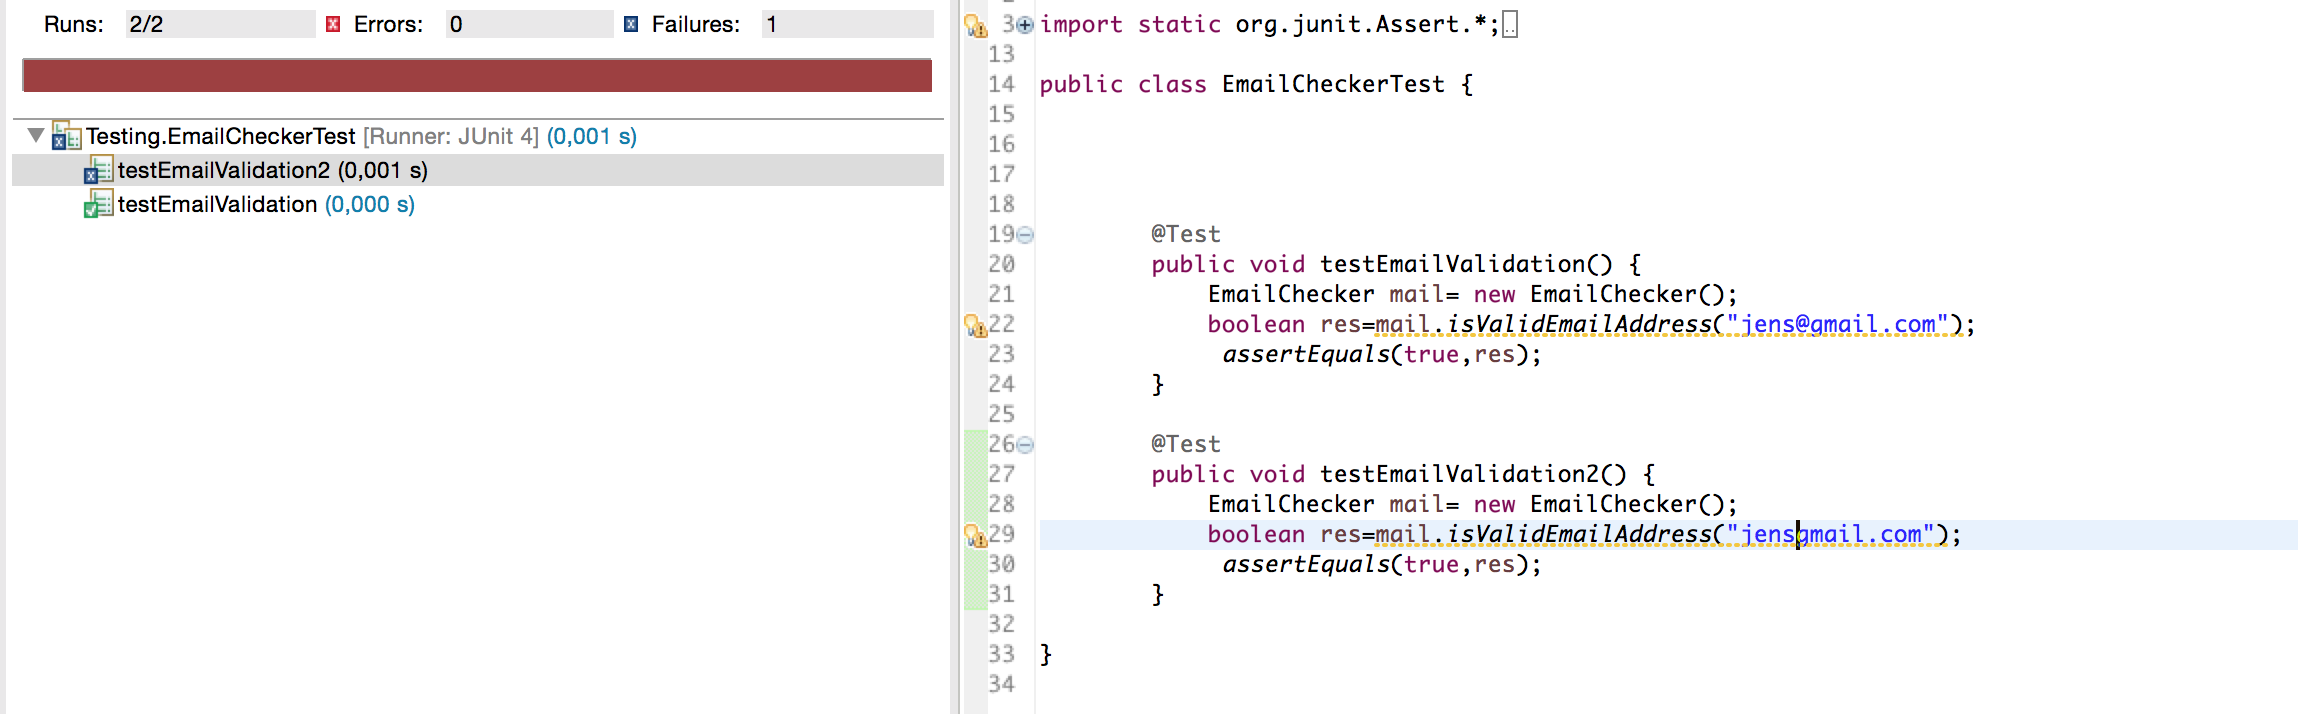 Runs: 2/2 Errors: 0 Failures: 1
Testing.EmailCheckerTest [Runner: JUnit 4] (0,001 s)
testEmailValidation2 (0,001 s)
testEmailValidation (0,000 s)
3 import static org.junit.Assert.*;
13
14 public class EmailCheckerTest {
15
16
17
18
19 @Test
20 public void testEmailValidation() {
21 EmailChecker mail= new EmailChecker();
22 boolean res=mail.isValidEmailAddress("jens@gmail.com");
23 assertEquals(true,res);
24 }
25
26 @Test
27 public void testEmailValidation2() {
28 EmailChecker mail= new EmailChecker();
29 boolean res=mail.isValidEmailAddress("jensgmail.com");
30 assertEquals(true,res);
31 }
32
33 }
34